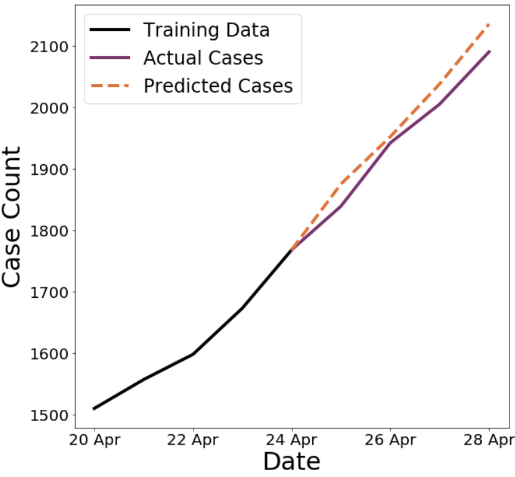 Training Data
Actual Cases
Predicted Cases
2100
2000
1900
1800
1700
1600
1500
Case Count
20 Apr 22 Apr 24 Apr 26 Apr 28 Apr
Date